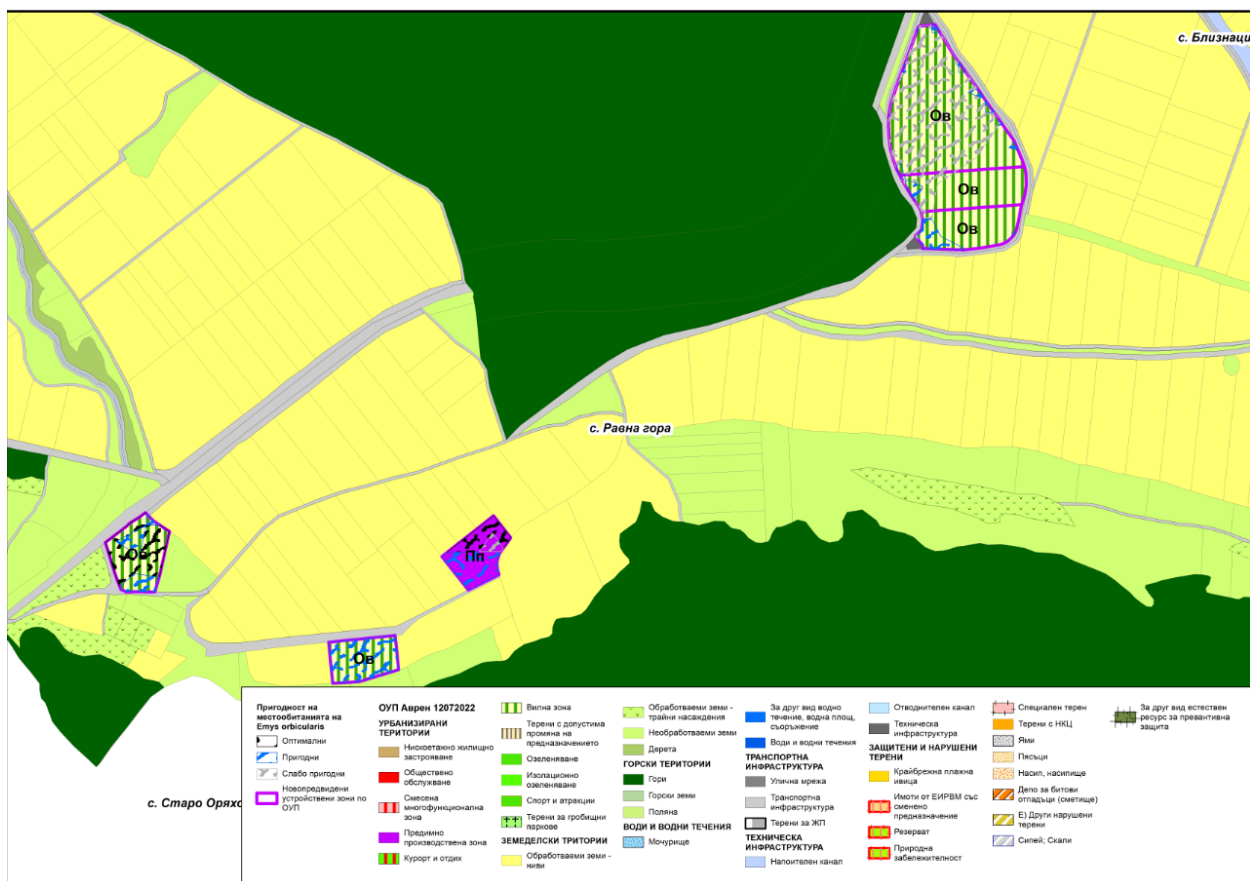 с. Близнаци
Ов
Ов
Ов
с. Равна гора
Ов
Пп
Ов
с. Старо Оряхо
Пригодност на
местообитанията на
Emys orbicularis
Оптимални
Пригодни
Слабо пригодни
Новопредвидени
устройствени зони по
ОУП
ОУП Аврен 12072022
УРБАНИЗИРАНИ
ТЕРИТОРИИ
Нискоетажно жилищно
застрояване
Обществено
обслужване
Смесена
многофункционална
зона
Предимно
производствена зона
Курорт и отдих
Вилна зона
Терени с допустима
промяна на
предназначението
Озеленяване
Изолационно
озеленяване
Спорт и атракции
Терени за гробищни
паркове
ЗЕМЕДЕЛСКИ ТРИТОРИИ
Обработваеми земи -
ниви
Обработваеми земи -
трайни насаждения
Необработваеми земи
Дерета
ГОРСКИ ТЕРИТОРИИ
Гори
Горски земи
Поляна
ВОДИ И ВОДНИ ТЕЧЕНИЯ
Мочурище
За друг вид водно
течение, водна площ,
съоръжение
Води и водни течения
ТРАНСПОРТНА
ИНФРАСТРУКТУРА
Улична мрежа
Транспортна
инфраструктура
Терени за ЖП
ТЕХНИЧЕСКА
ИНФРАСТРУКТУРА
Напоителен канал
Отводнителен канал
Техническа
инфраструктура
ЗАЩИТЕНИ И НАРУШЕНИ
ТЕРЕНИ
Крайбрежна плажна
ивица
Имоти от ЕИРВМ със
сменено
предназначение
Резерват
Природна
забележителност
Специален терен
Терени с НКЦ
Ями
Пясъци
Насип, насипище
Депо за битови
отпадъци (сметище)
Е) Други нарушени
терени
Сипей; Скали
За друг вид естествен
ресурс за превантивна
защита